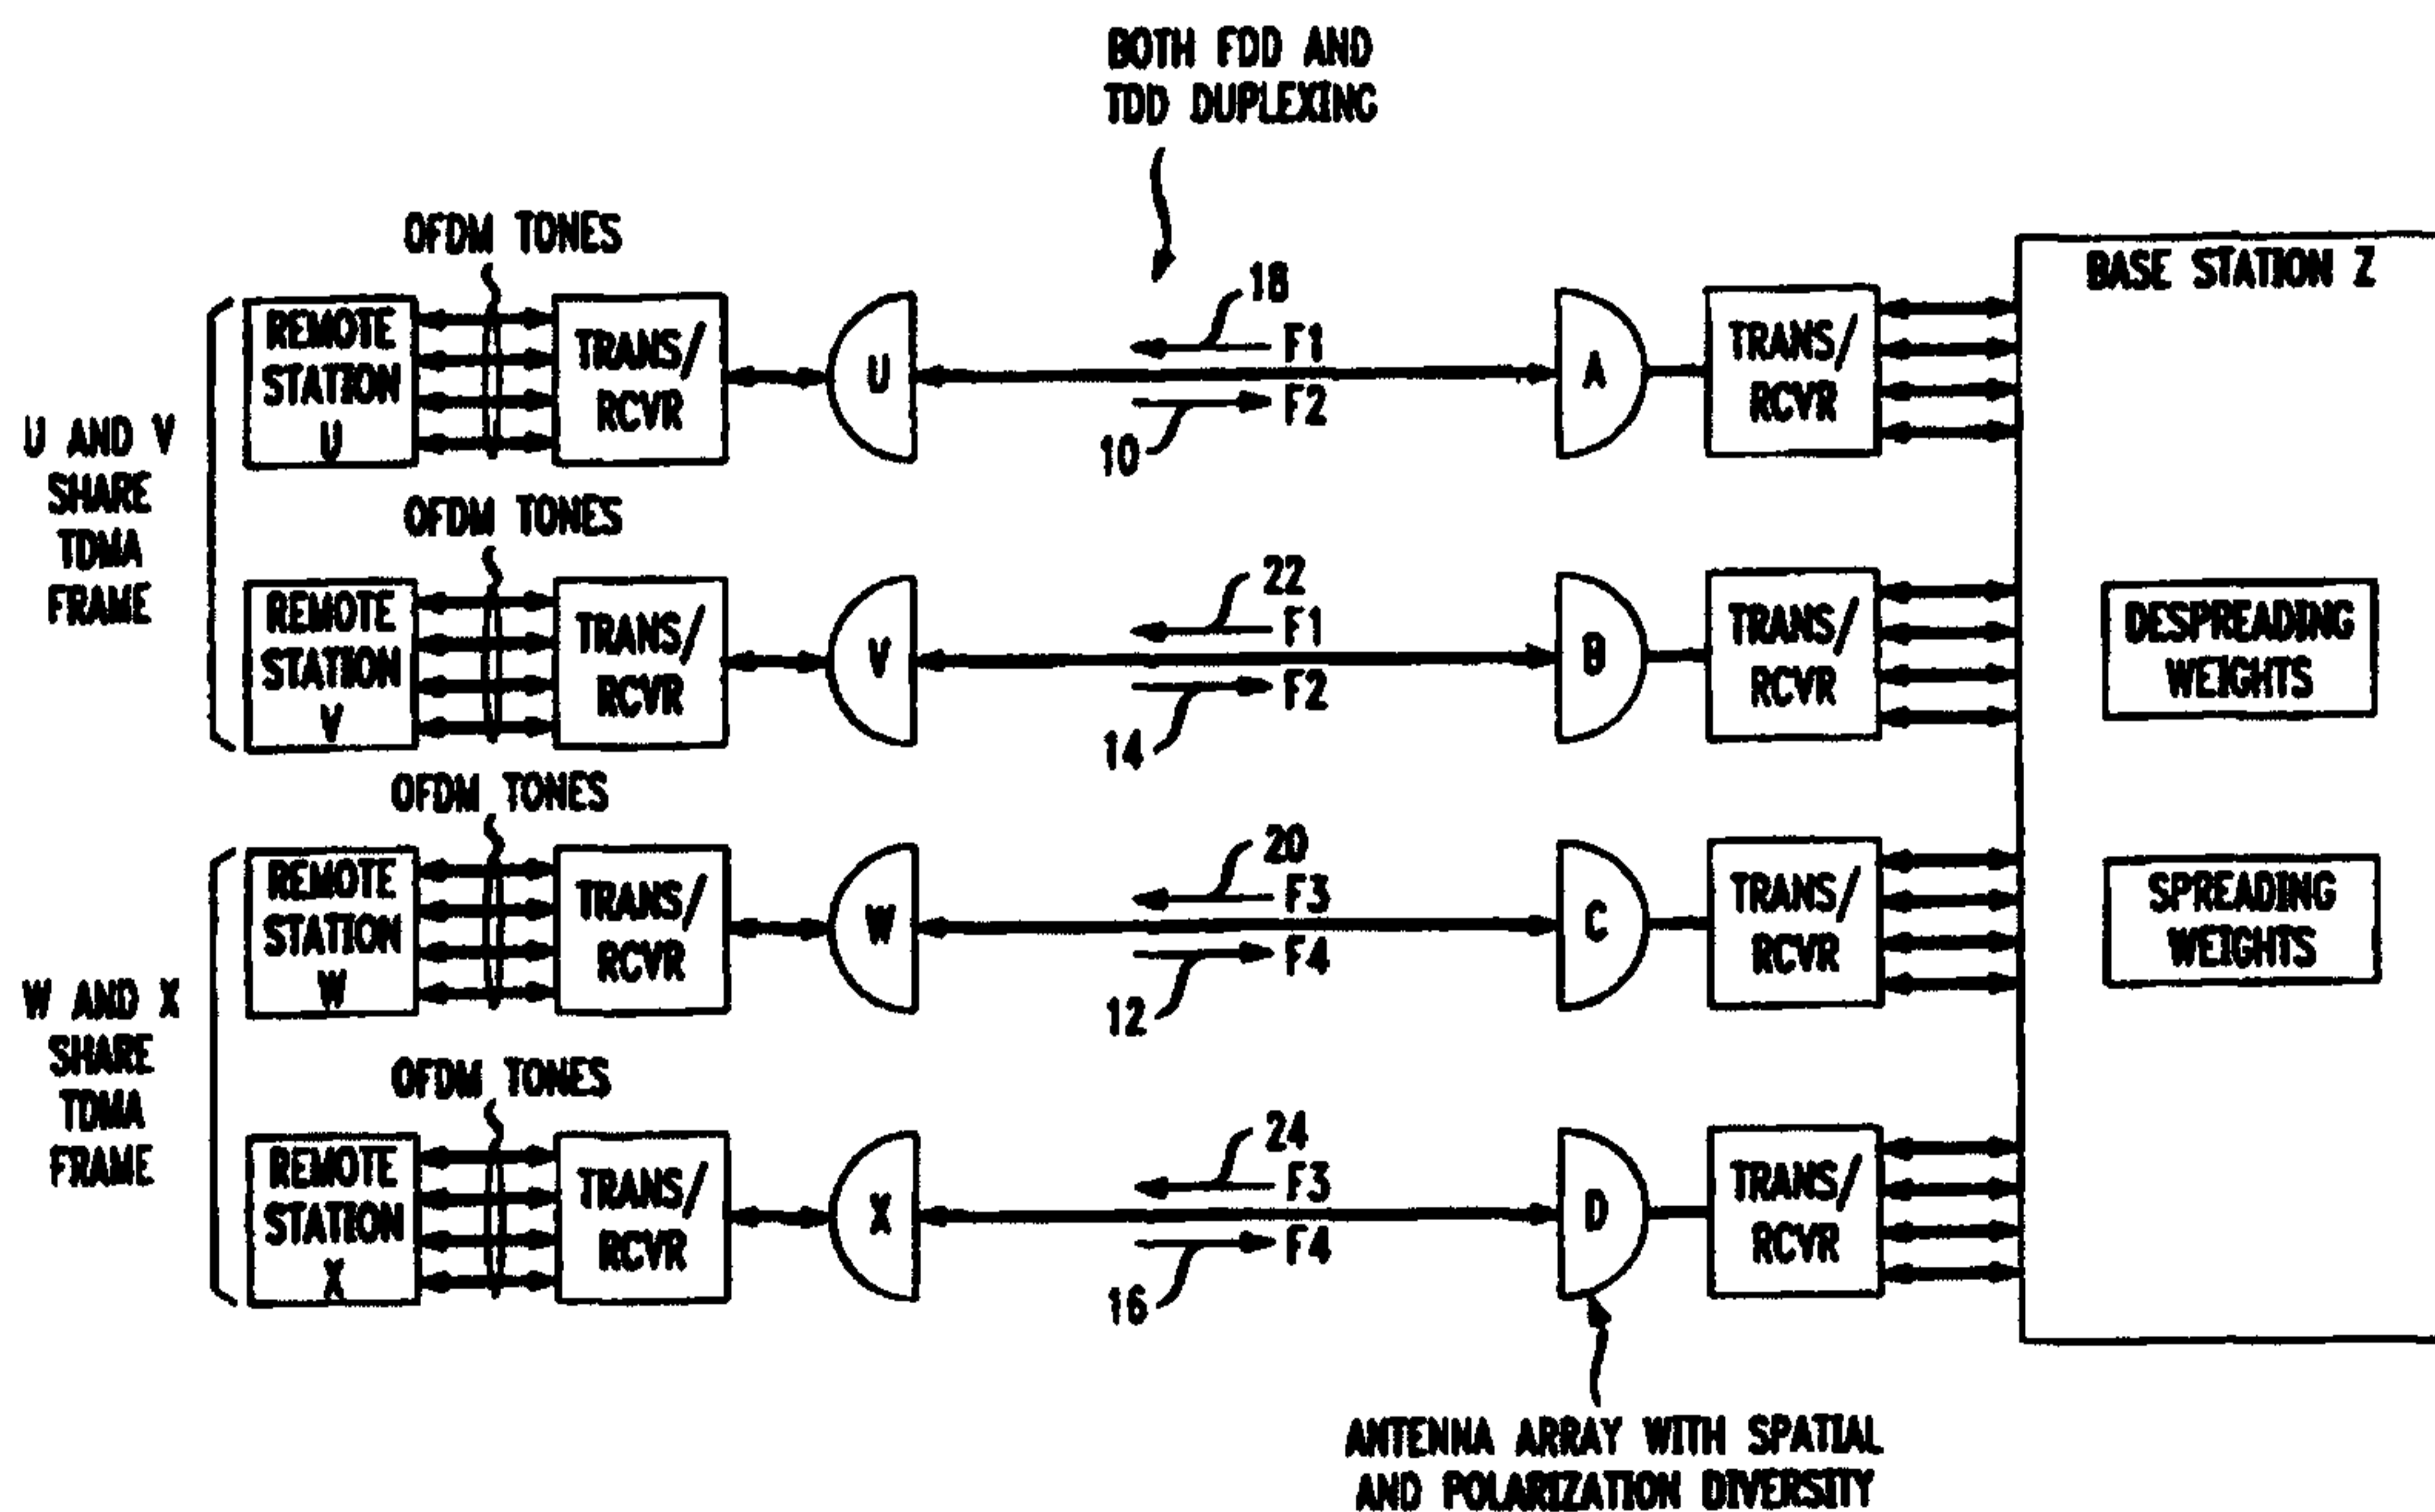 BOTH FDD AND
TDD DUPLEXING
U AND V
SHARE
TDMA
FRAME
OFDM TONES
REMOTE
STATION
U
TRANS/
RCVR
U
18
F1
F2
10
A
TRANS/
RCVR
BASE STATION Z
OFDM TONES
REMOTE
STATION
V
TRANS/
RCVR
V
22
F1
F2
14
B
TRANS/
RCVR
DESPREADING
WEIGHTS
W AND X
SHARE
TDMA
FRAME
OFDM TONES
REMOTE
STATION
W
TRANS/
RCVR
W
20
F3
F4
12
C
TRANS/
RCVR
SPREADING
WEIGHTS
OFDM TONES
REMOTE
STATION
X
TRANS/
RCVR
X
24
F3
F4
16
D
TRANS/
RCVR
ANTENNA ARRAY WITH SPATIAL
AND POLARIZATION DIVERSITY